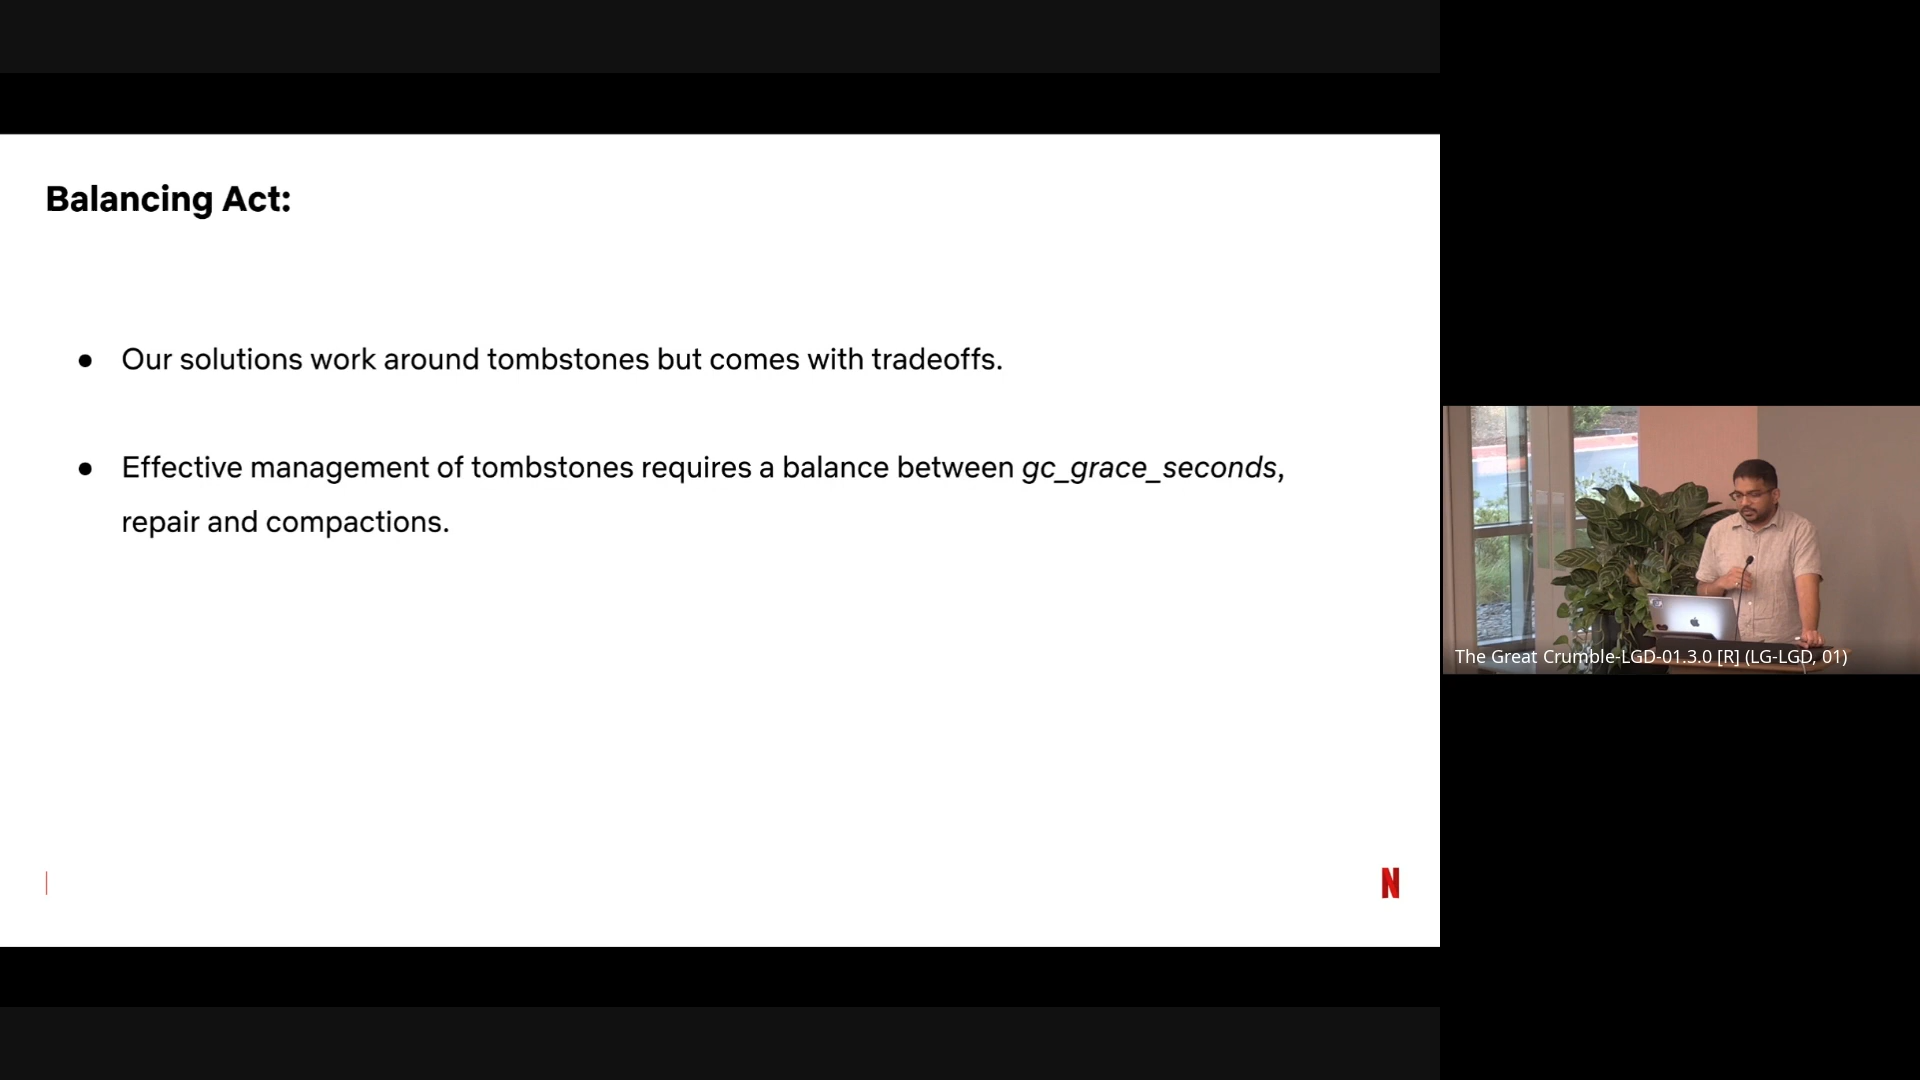 Balancing Act:
● Our solutions work around tombstones but comes with tradeoffs.
● Effective management of tombstones requires a balance between gc_grace_seconds,
repair and compactions.
N
The Great Crumble-LGD-01.3.0 [R] (LG-LGD, 01)